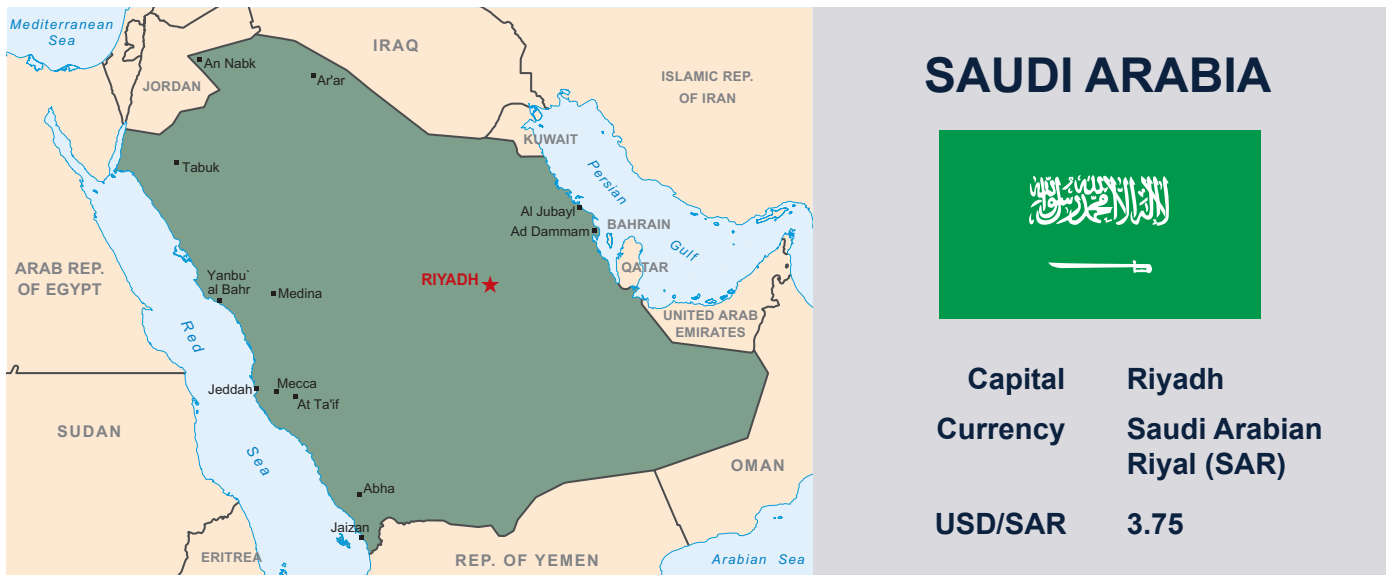 Mediterranean
Sea
IRAQ
An Nabk
Ar'ar
JORDAN
ISLAMIC REP.
OF IRAN
KUWAIT
Tabuk
Persian
Al Jubayl
Ad Dammam
BAHRAIN
Gulf
QATAR
ARAB REP.
OF EGYPT
Yanbu`
al Bahr
Medina
RIYADH
UNITED ARAB
EMIRATES
Red
Jeddah
Mecca
At Ta'if
SUDAN
Sea
OMAN
Abha
Jaizan
ERITREA
REP. OF YEMEN
Arabian Sea
SAUDI ARABIA
لا إله إلا الله محمد رسول الله
Capital Riyadh
Currency Saudi Arabian
Riyal (SAR)
USD/SAR 3.75